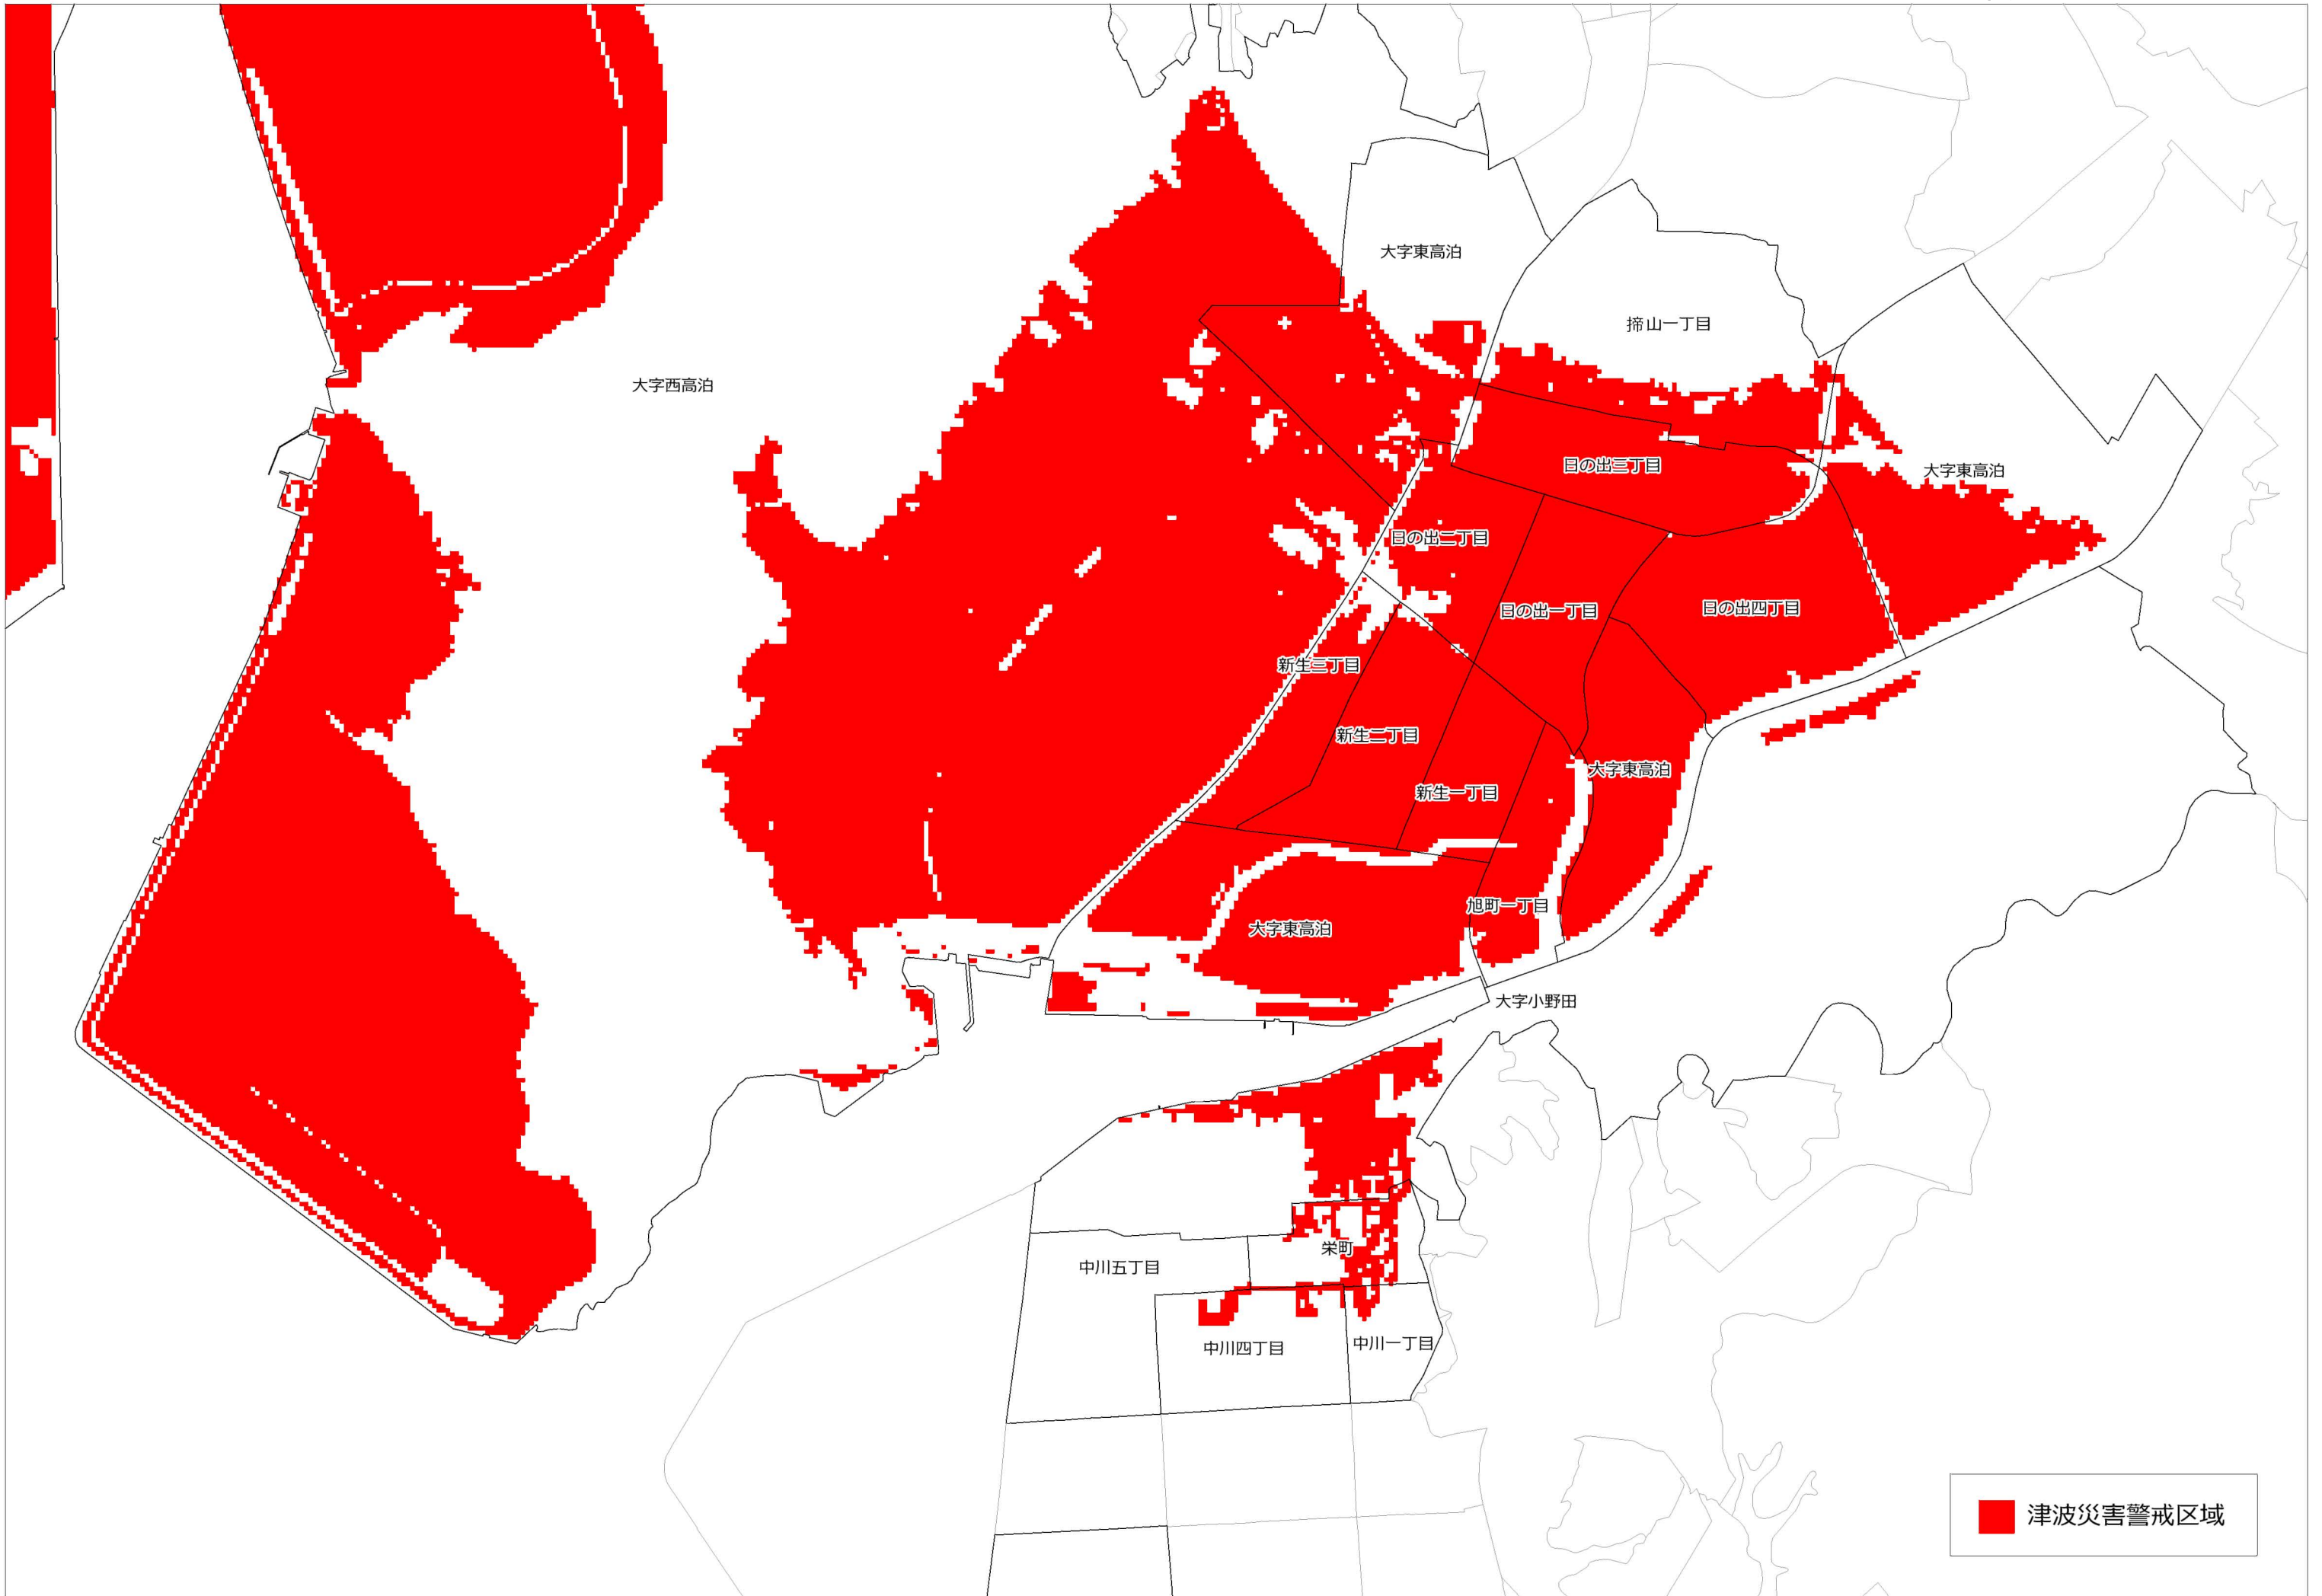 大字東高泊
揥山一丁目
大字西高泊
日の出三丁目
大字東高泊
日の出二丁目
日の出一丁目
日の出四丁目
新生三丁目
新生二丁目
大字東高泊
新生一丁目
旭町一丁目
大字東高泊
大字小野田
栄町
中川五丁目
中川四丁目
中川一丁目
津波災害警戒区域